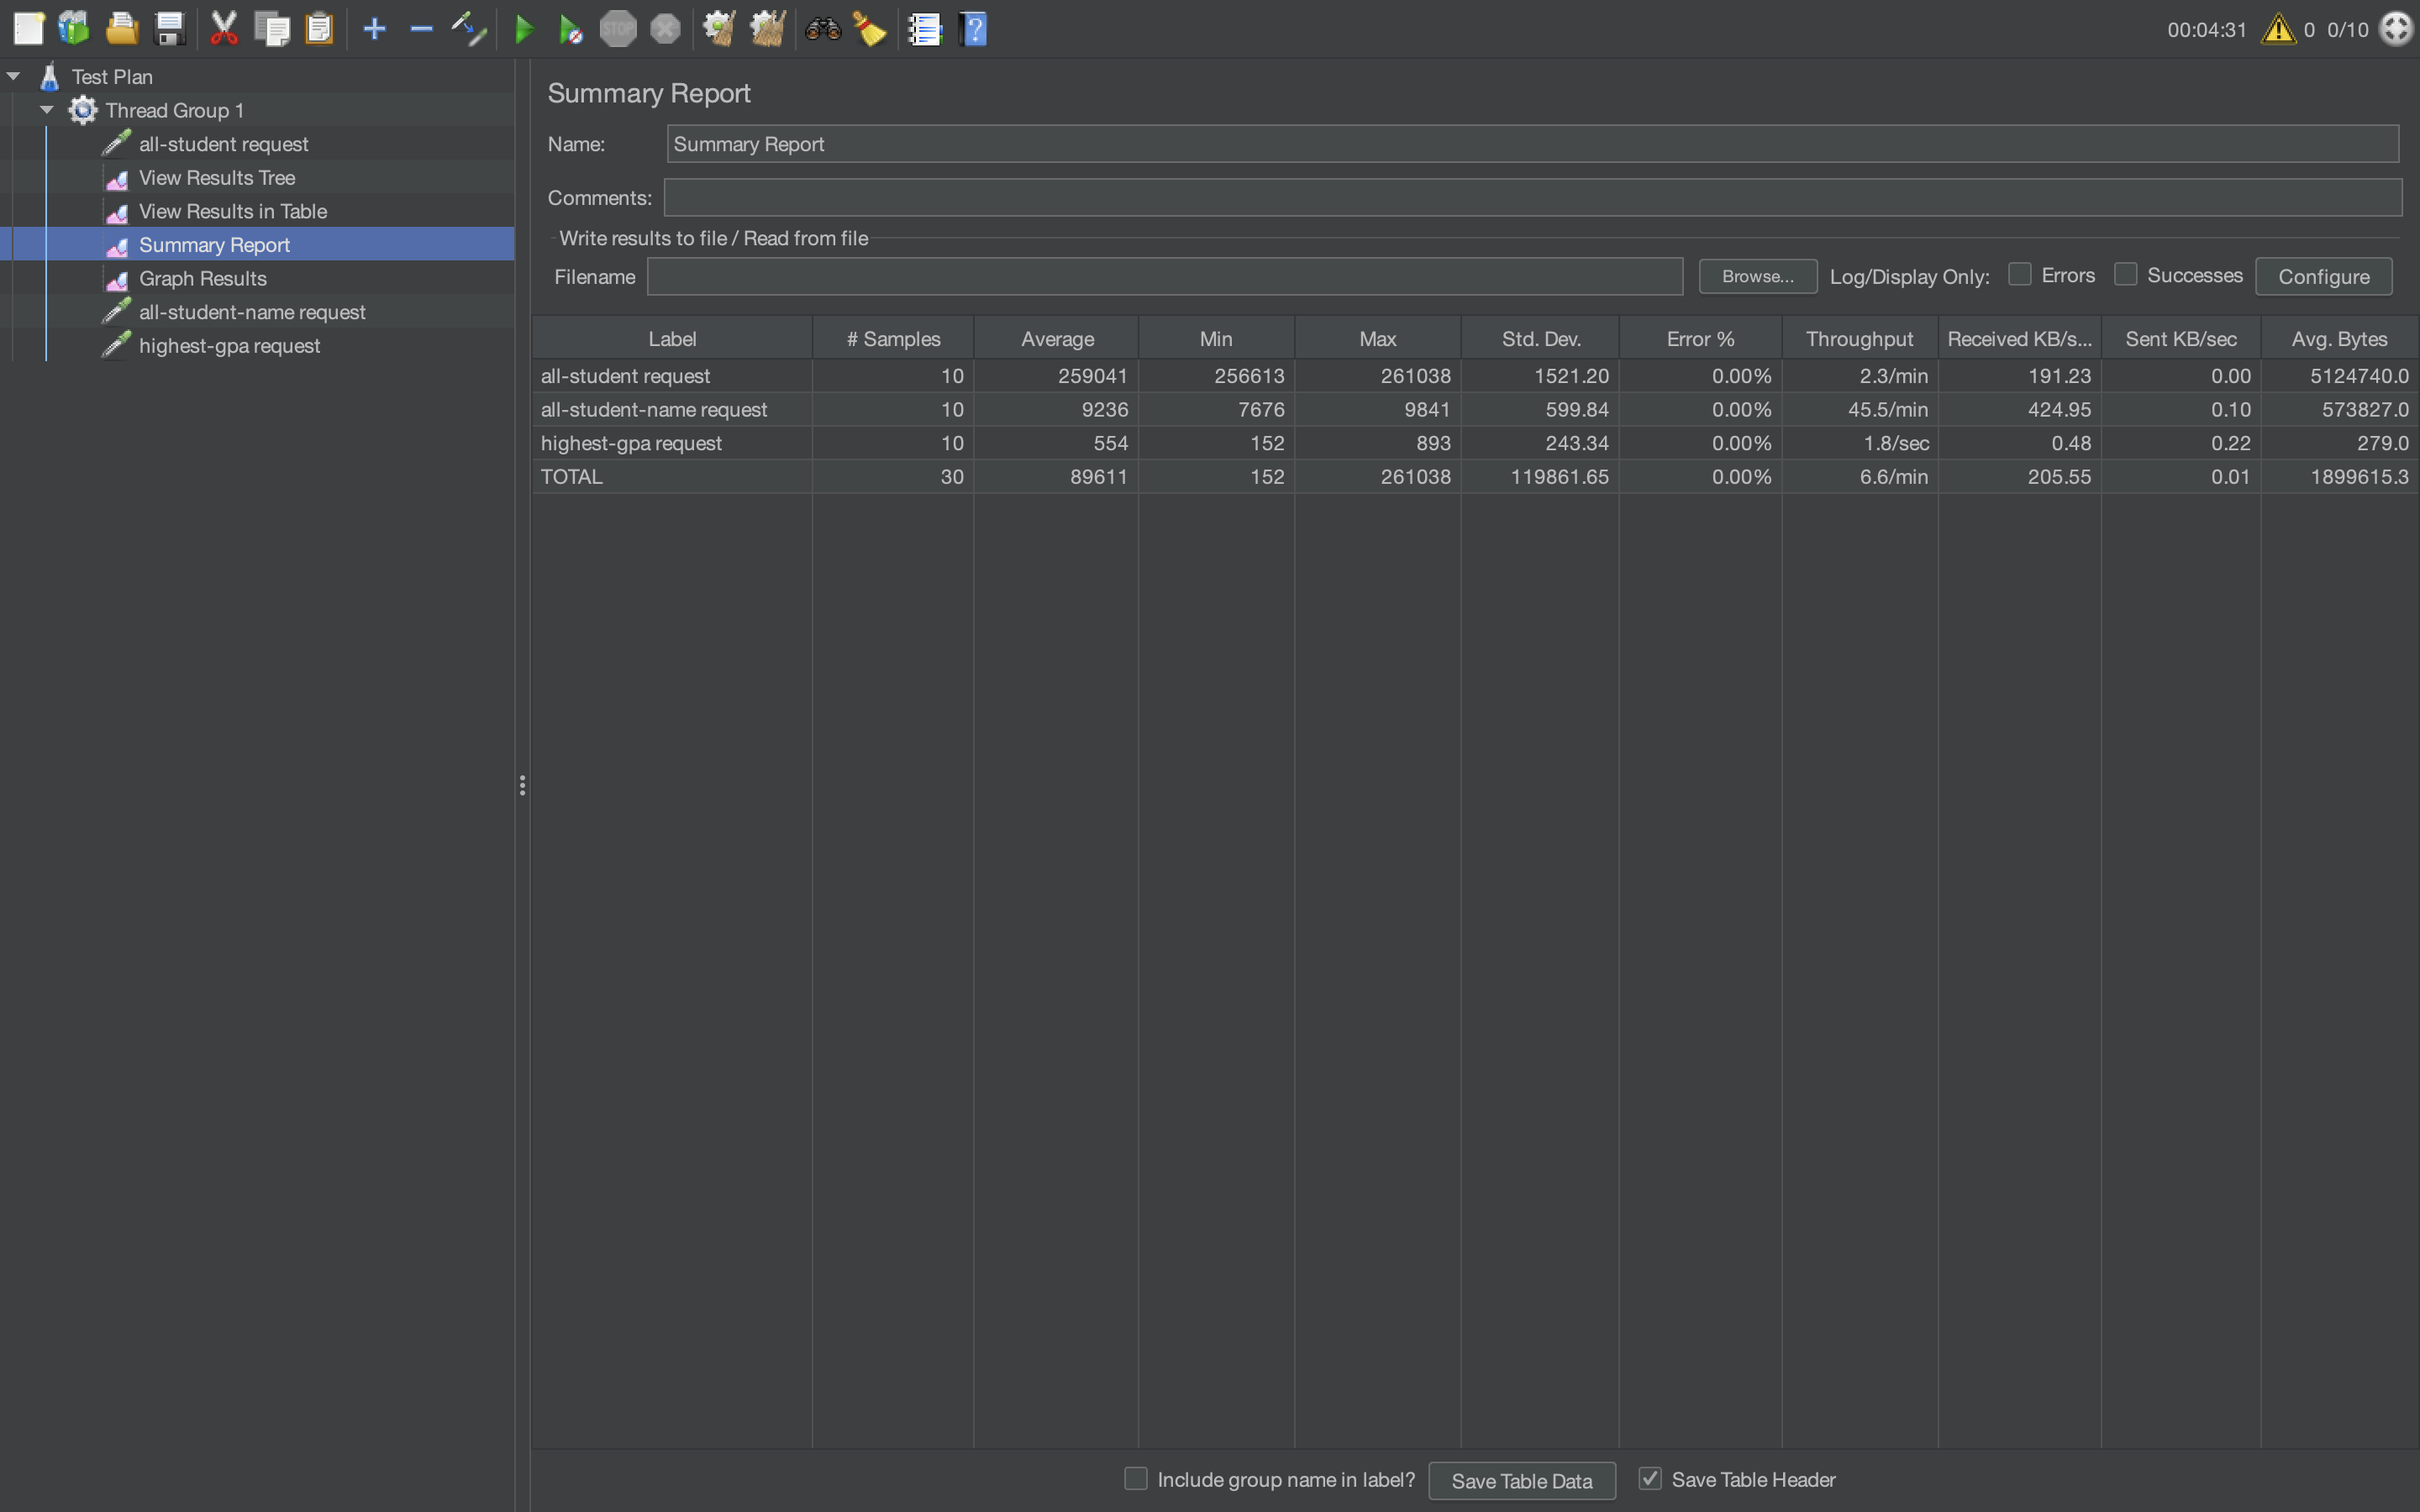 STOP
00:04:31 0 0/10
Test Plan
Thread Group 1
all-student request
View Results Tree
View Results in Table
Summary Report
Graph Results
all-student-name request
highest-gpa request
Summary Report
Name: Summary Report
Comments:
Write results to file / Read from file
Filename Browse... Log/Display Only: Errors Successes Configure
Label # Samples Average Min Max Std. Dev. Error % Throughput Received KB/s... Sent KB/sec Avg. Bytes
all-student request 10 259041 256613 261038 1521.20 0.00% 2.3/min 191.23 0.00 5124740.0
all-student-name request 10 9236 7676 9841 599.84 0.00% 45.5/min 424.95 0.10 573827.0
highest-gpa request 10 554 152 893 243.34 0.00% 1.8/sec 0.48 0.22 279.0
TOTAL 30 89611 152 261038 119861.65 0.00% 6.6/min 205.55 0.01 1899615.3
Include group name in label? Save Table Data Save Table Header